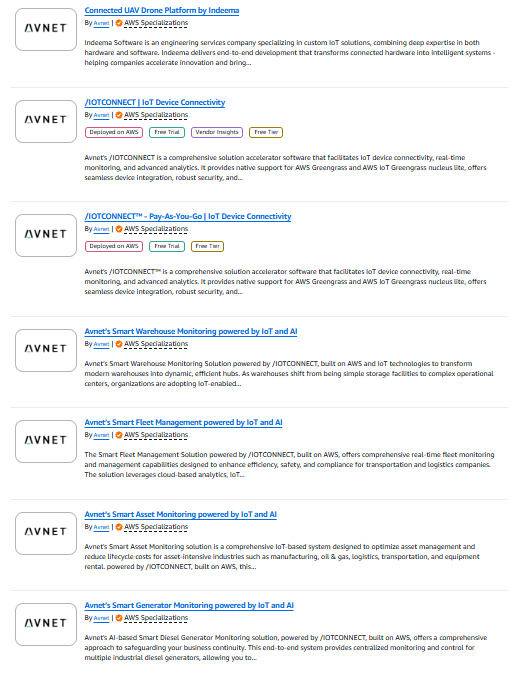 AVNET
Connected UAV Drone Platform by Indeema
By Avnet | AWS Specializations
Indeema Software is an engineering services company specializing in custom IoT solutions, combining deep expertise in both
hardware and software. Indeema delivers end-to-end development that transforms connected hardware into intelligent systems -
helping companies accelerate innovation and bring...
AVNET
/IOTCONNECT | IoT Device Connectivity
By Avnet | AWS Specializations
Deployed on AWS Free Trial Vendor Insights Free Tier
Avnet's /IOTCONNECT is a comprehensive solution accelerator software that facilitates IoT device connectivity, real-time
monitoring, and advanced analytics. It provides native support for AWS Greengrass and AWS IoT Greengrass nucleus lite, offers
seamless device integration, robust security, and...
AVNET
/IOTCONNECT™ - Pay-As-You-Go | IoT Device Connectivity
By Avnet | AWS Specializations
Deployed on AWS Free Trial Free Tier
Avnet's /IOTCONNECT™ is a comprehensive solution accelerator software that facilitates IoT device connectivity, real-time
monitoring, and advanced analytics. It provides native support for AWS Greengrass and AWS IoT Greengrass nucleus lite, offers
seamless device integration, robust security, and...
AVNET
Avnet's Smart Warehouse Monitoring powered by IoT and AI
By Avnet | AWS Specializations
Avnet's Smart Warehouse Monitoring Solution powered by /IOTCONNECT, built on AWS and IoT technologies to transform
modern warehouses into dynamic, efficient hubs. As warehouses shift from being simple storage facilities to complex operational
centers, organizations are adopting IoT-enabled...
AVNET
Avnet's Smart Fleet Management powered by IoT and AI
By Avnet | AWS Specializations
The Smart Fleet Management Solution powered by /IOTCONNECT, built on AWS, offers comprehensive real-time fleet monitoring
and management capabilities designed to enhance efficiency, safety, and compliance for transportation and logistics companies.
The solution leverages cloud-based analytics, IoT...
AVNET
Avnet's Smart Asset Monitoring powered by IoT and AI
By Avnet | AWS Specializations
Avnet's Smart Asset Monitoring solution is a comprehensive IoT-based system designed to optimize asset management and
reduce lifecycle costs for asset-intensive industries such as manufacturing, oil & gas, logistics, transportation, and equipment
rental. powered by /IOTCONNECT, built on AWS, this...
AVNET
Avnet's Smart Generator Monitoring powered by IoT and AI
By Avnet | AWS Specializations
Avnet's AI-based Smart Diesel Generator Monitoring solution, powered by /IOTCONNECT, built on AWS, offers a comprehensive
approach to safeguarding your business continuity. This end-to-end system provides centralized monitoring and control for
multiple industrial diesel generators, allowing you to...